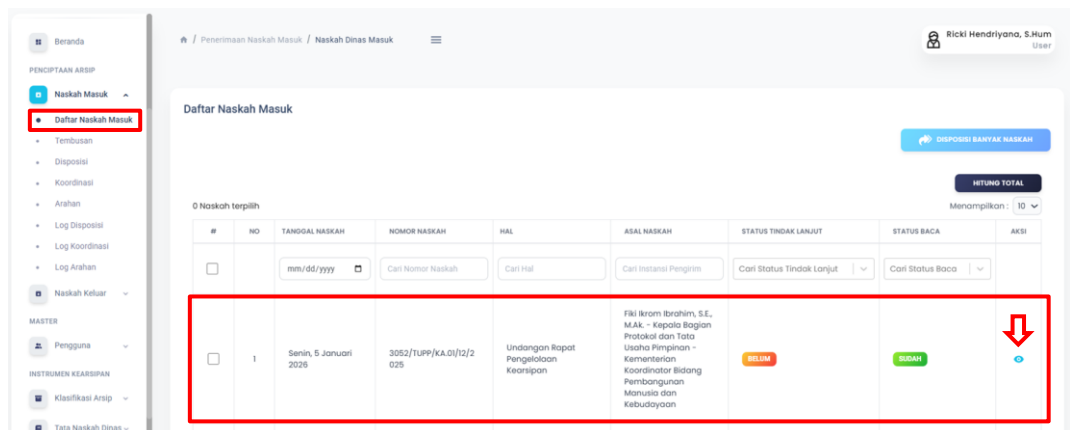 Beranda
Penerimaan Naskah Masuk / Naskah Dinas Masuk
Ricki Hendriyana, S.Hum
User
PENCIPTAAN ARSIP
Naskah Masuk
Daftar Naskah Masuk
Tembusan
Disposisi
Koordinasi
Arahan
Log Disposisi
Log Koordinasi
Log Arahan
Naskah Keluar
MASTER
Pengguna
INSTRUMEN KEARSIPAN
Klasifikasi Arsip
Tata Naskah Dinas
Daftar Naskah Masuk
DISPOSISI BANYAK NASKAH
HITUNG TOTAL
0 Naskah terpilih
Menampilkan : 10
# NO TANGGAL NASKAH NOMOR NASKAH HAL ASAL NASKAH STATUS TINDAK LANJUT STATUS BACA AKSI
mm/dd/yyyy Cari Nomor Naskah Cari Hal Cari Instansi Pengirim Cari Status Tindak Lanjut Cari Status Baca
1
Senin, 5 Januari
2026
3052/TUPP/KA.01/12/2
025
Undangan Rapat
Pengelolaan
Kearsipan
Fiki Ikrom Ibrahim, S.E.,
M.Ak. - Kepala Bagian
Protokol dan Tata
Usaha Pimpinan -
Kementerian
Koordinator Bidang
Pembangunan
Manusia dan
Kebudayaan
BELUM
SUDAH